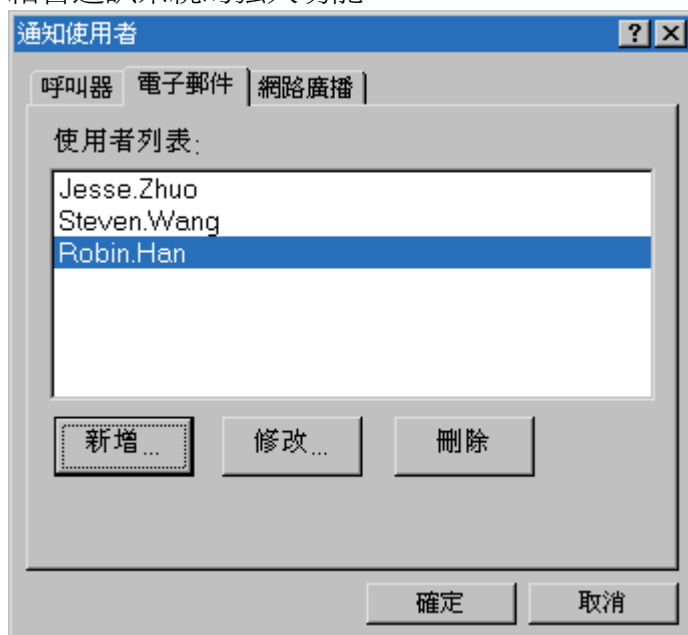 通知使用者
呼叫器 電子郵件 網路廣播
使用者列表:
Jesse.Zhuo
Steven.Wang
Robin.Han
新增... 修改... 刪除
確定 取消